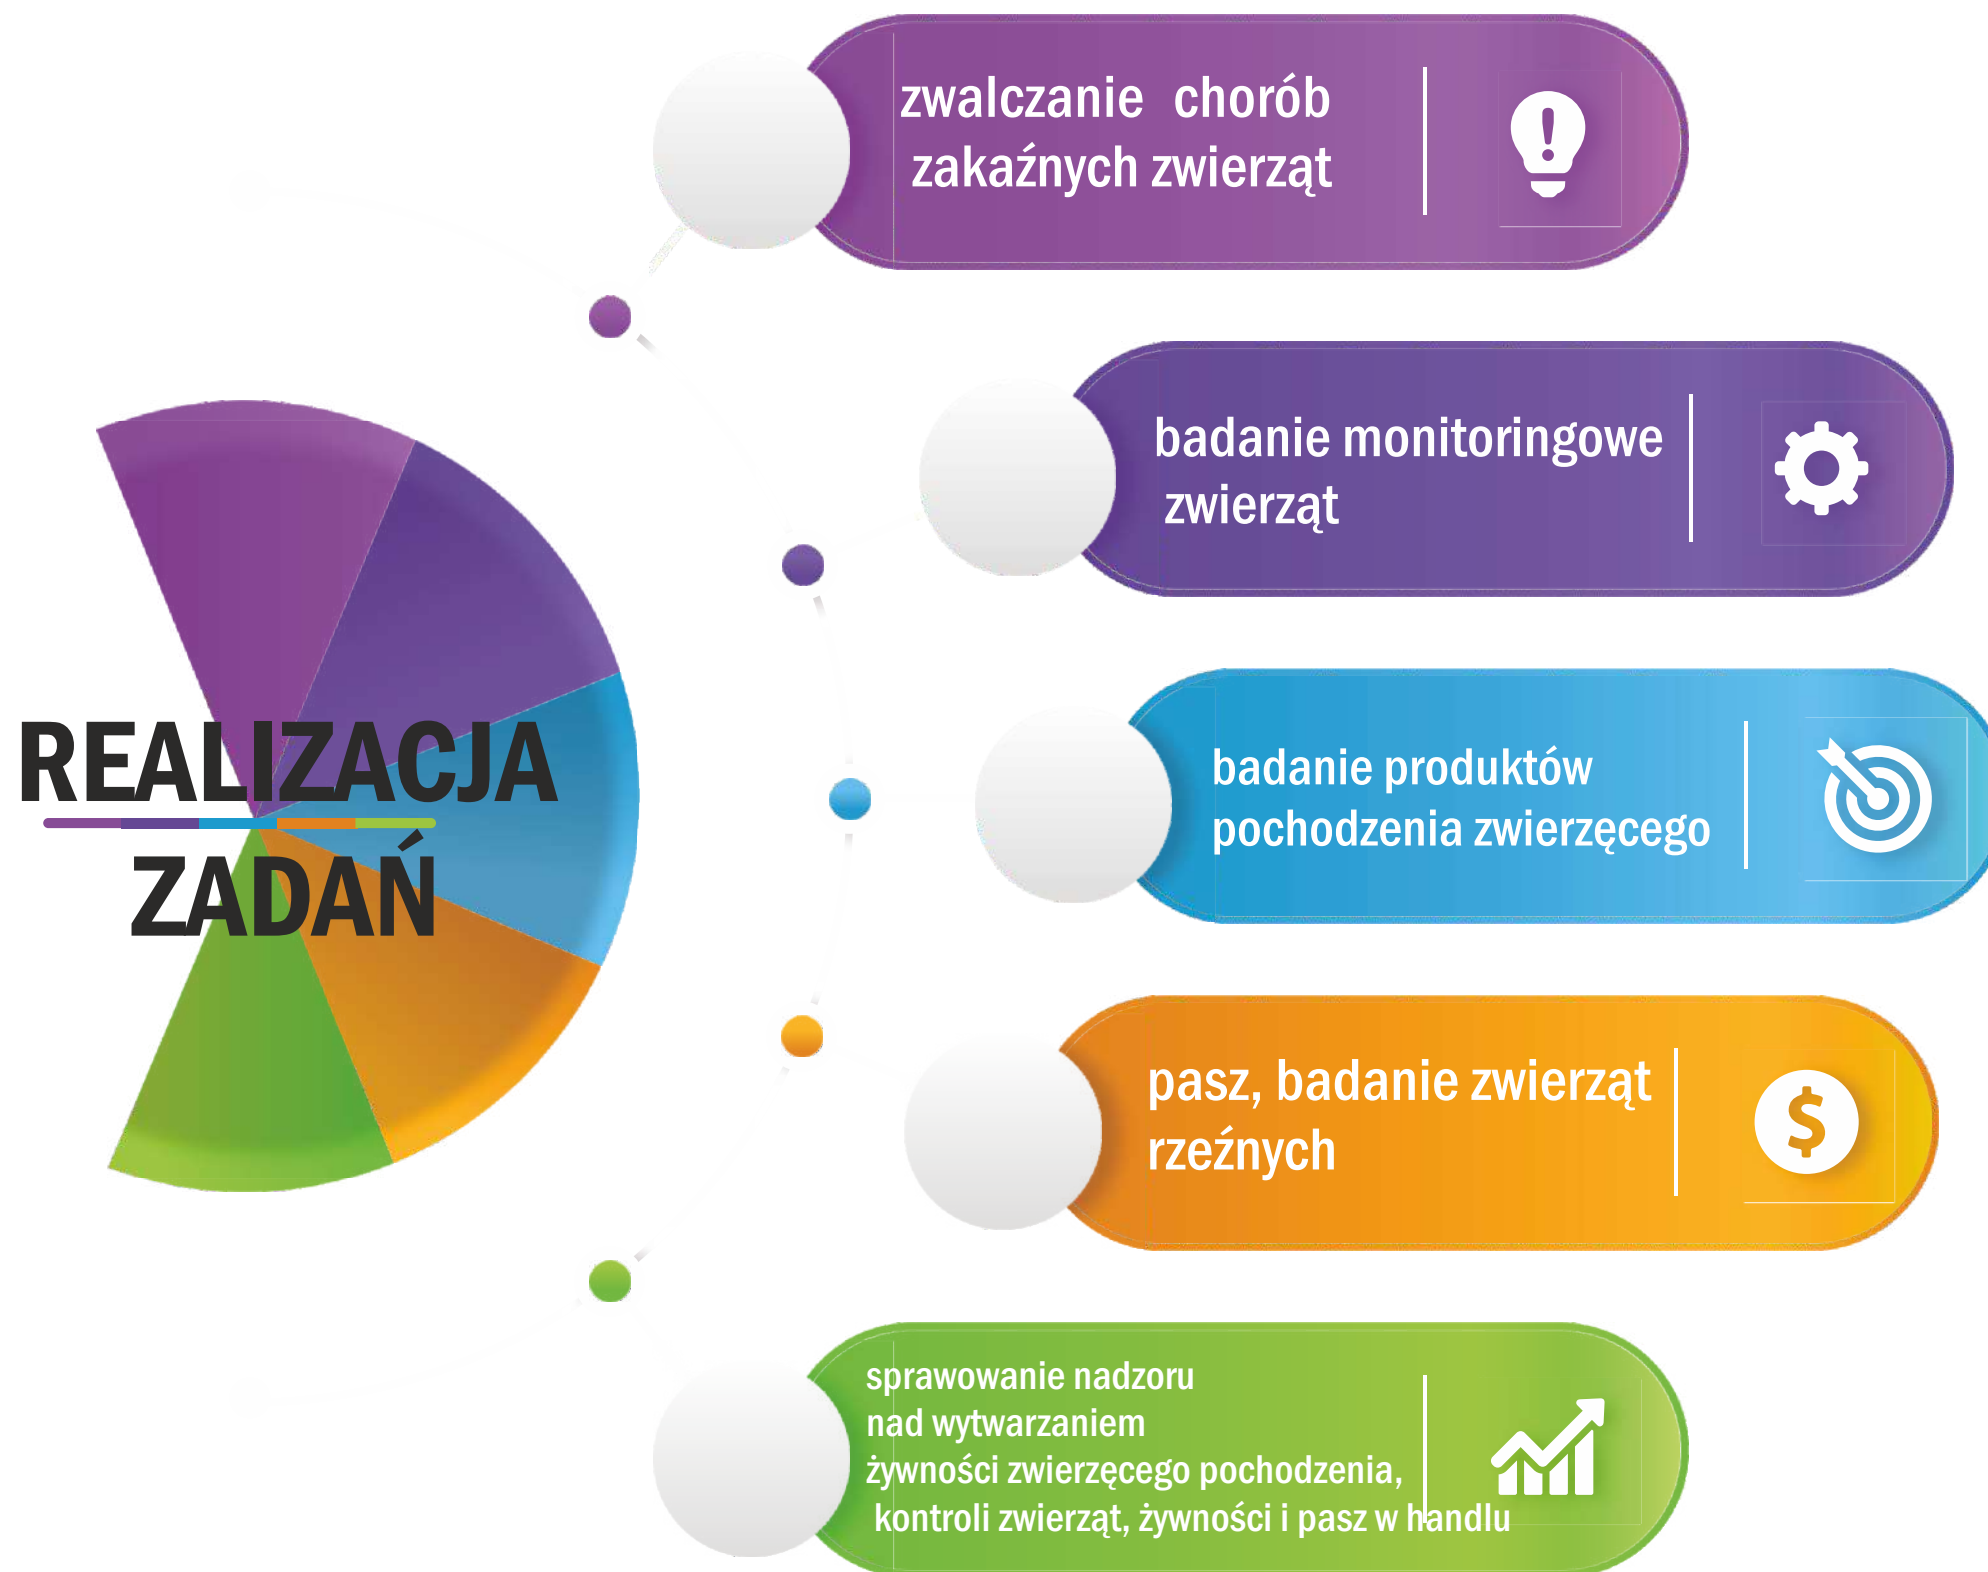 REALIZACJA
ZADAŃ
zwalczanie chorób
zakaźnych zwierząt
badanie monitoringowe
zwierząt
badanie produktów
pochodzenia zwierzęcego
pasz, badanie zwierząt
rzeźnych
sprawowanie nadzoru
nad wytwarzaniem
żywności zwierzęcego pochodzenia,
kontroli zwierząt, żywności i pasz w handlu